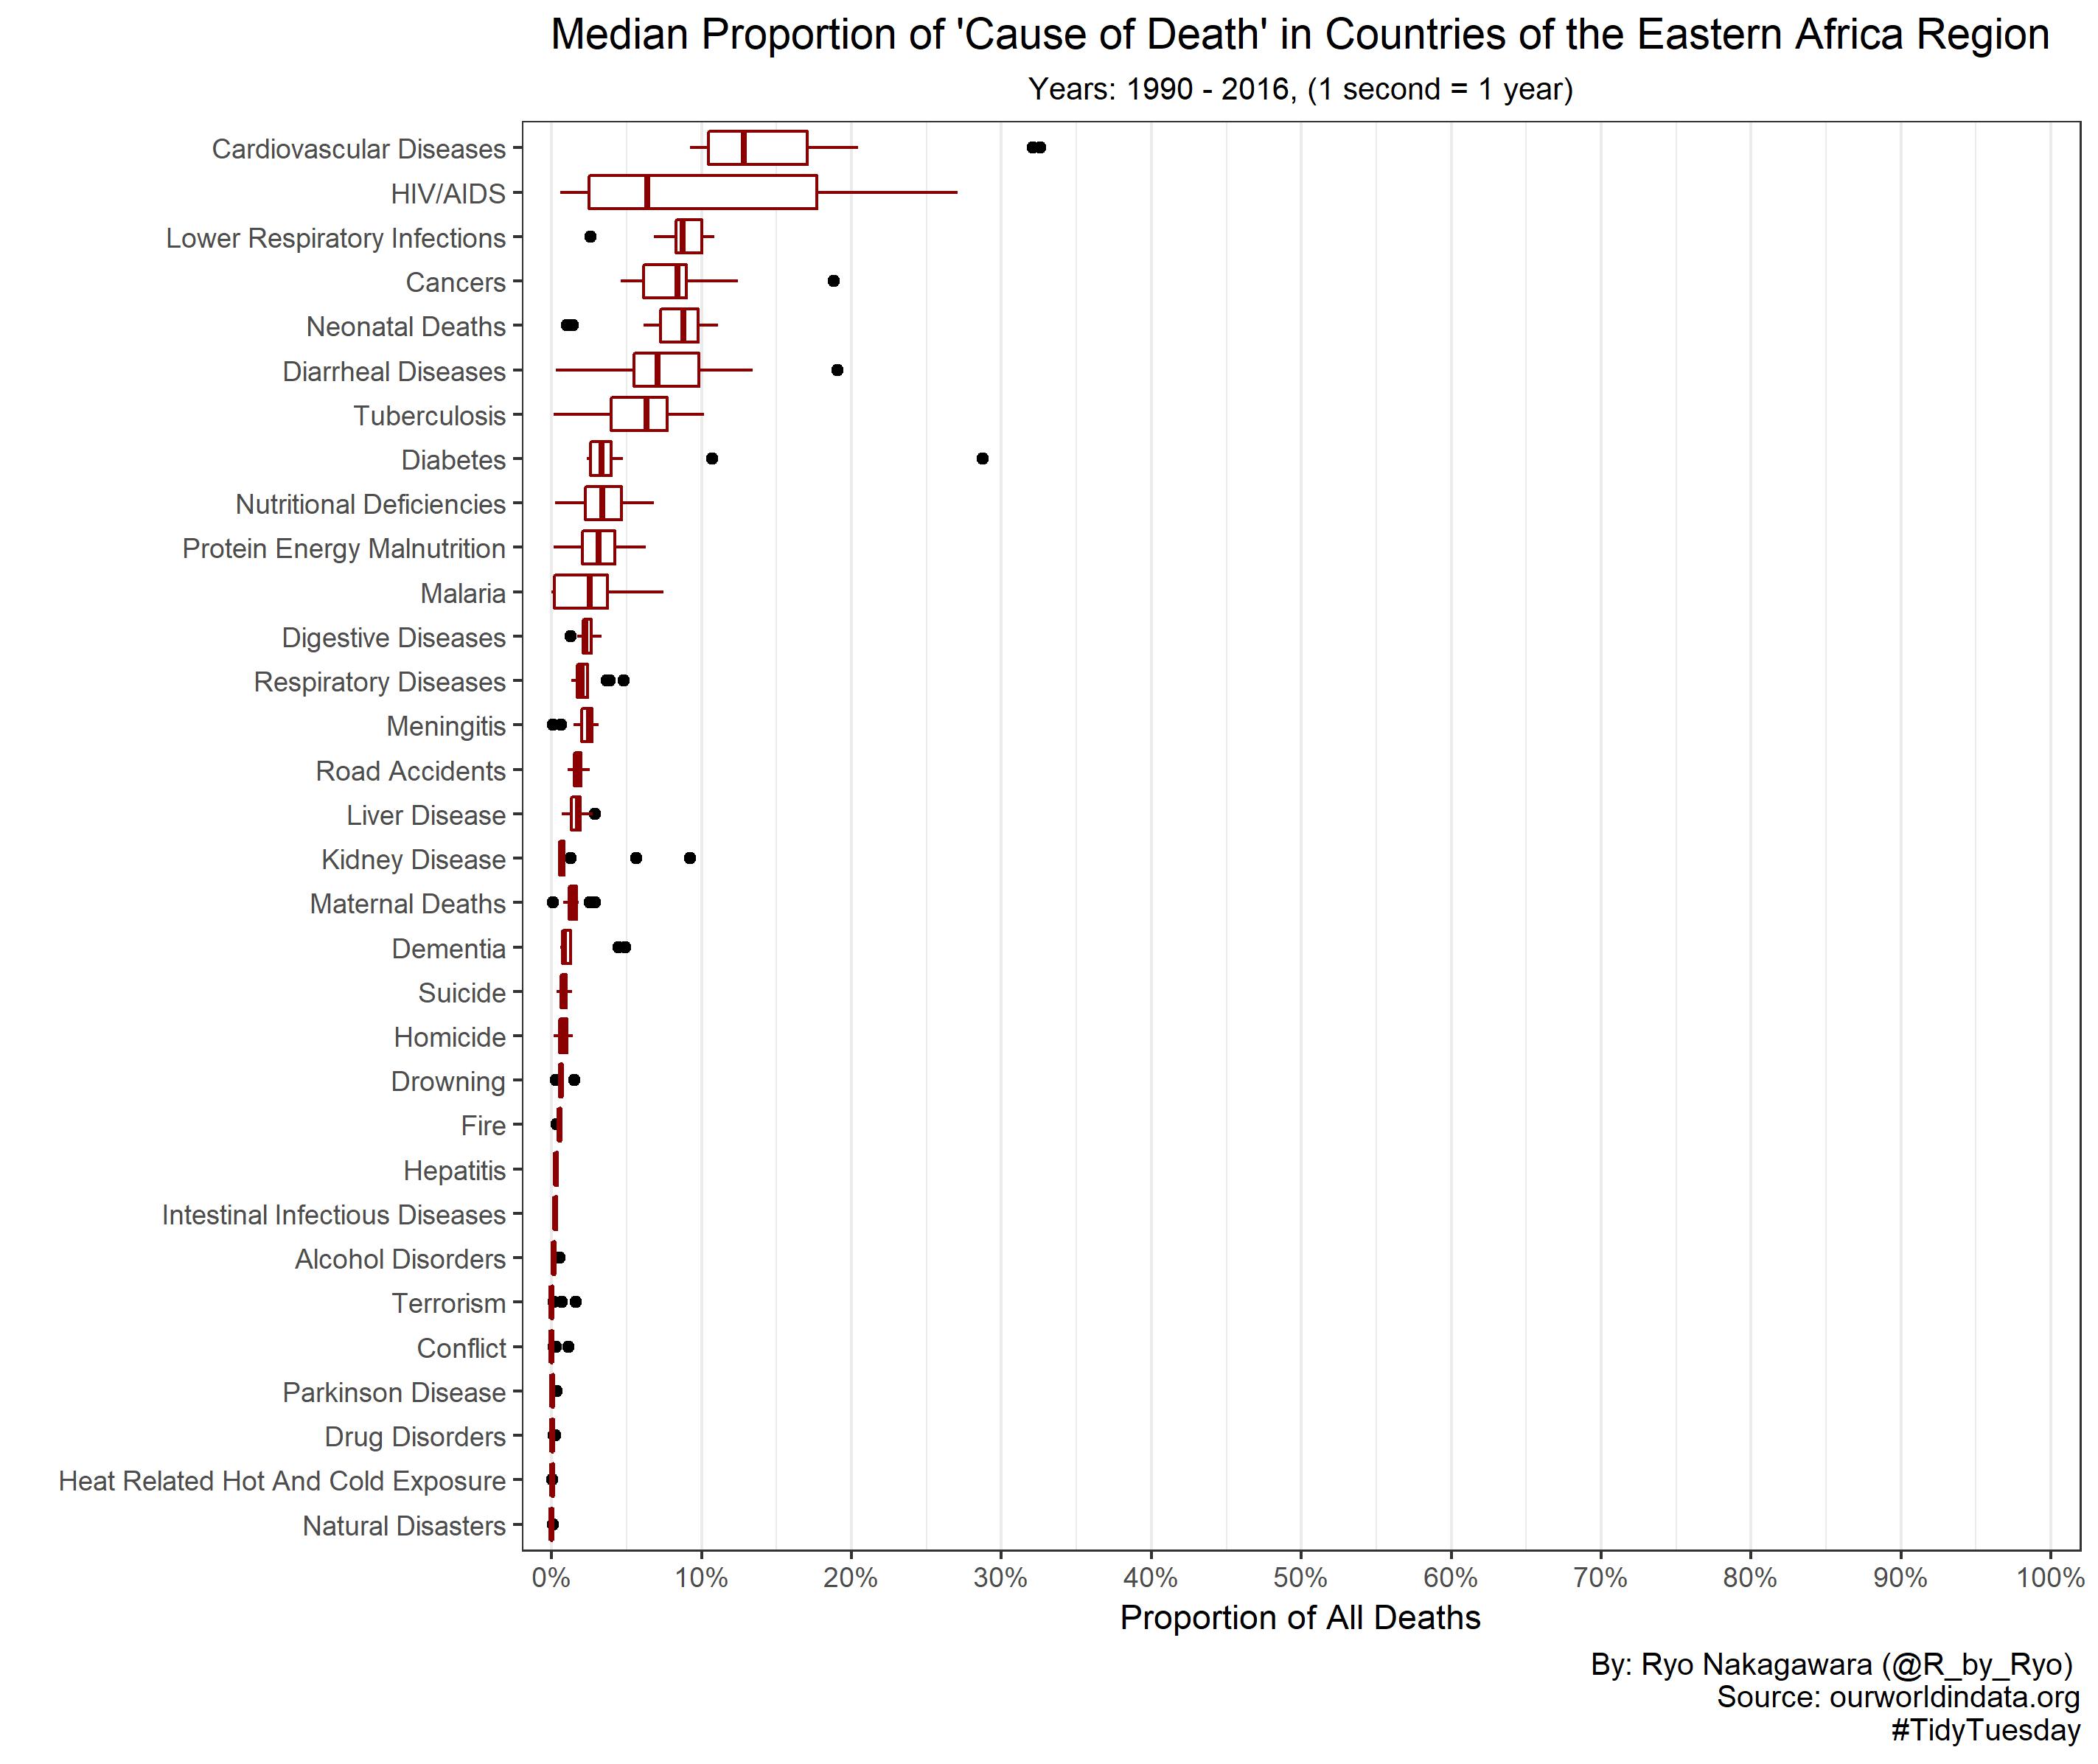 Median Proportion of 'Cause of Death' in Countries of the Eastern Africa Region
Years: 1990 - 2016, (1 second = 1 year)
Cardiovascular Diseases
HIV/AIDS
Lower Respiratory Infections
Cancers
Neonatal Deaths
Diarrheal Diseases
Tuberculosis
Diabetes
Nutritional Deficiencies
Protein Energy Malnutrition
Malaria
Digestive Diseases
Respiratory Diseases
Meningitis
Road Accidents
Liver Disease
Kidney Disease
Maternal Deaths
Dementia
Suicide
Homicide
Drowning
Fire
Hepatitis
Intestinal Infectious Diseases
Alcohol Disorders
Terrorism
Conflict
Parkinson Disease
Drug Disorders
Heat Related Hot And Cold Exposure
Natural Disasters
0% 10% 20% 30% 40% 50% 60% 70% 80% 90% 100%
Proportion of All Deaths
By: Ryo Nakagawara (@R_by_Ryo)
Source: ourworldindata.org
#TidyTuesday